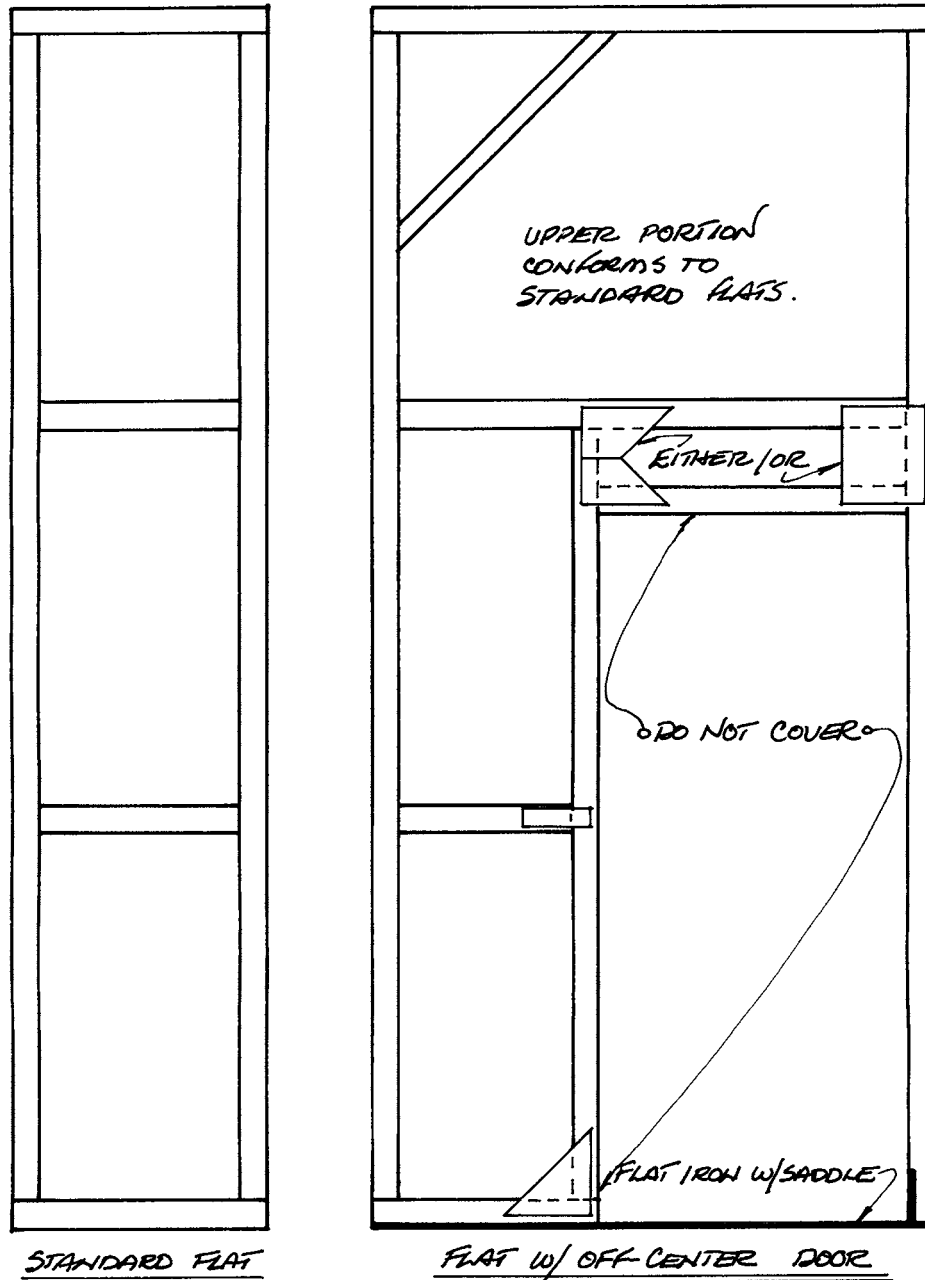 UPPER PORTION
CONFORMS TO
STANDARD FLATS.
EITHER/OR
DO NOT COVER
FLAT IRON W/SADDLE
STANDARD FLAT
FLAT W/ OFF-CENTER DOOR